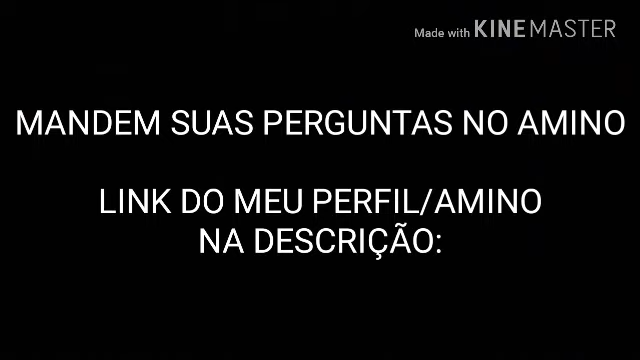 Made with KINEMASTER
MANDEM SUAS PERGUNTAS NO AMINO
LINK DO MEU PERFIL/AMINO
NA DESCRIÇÃO: